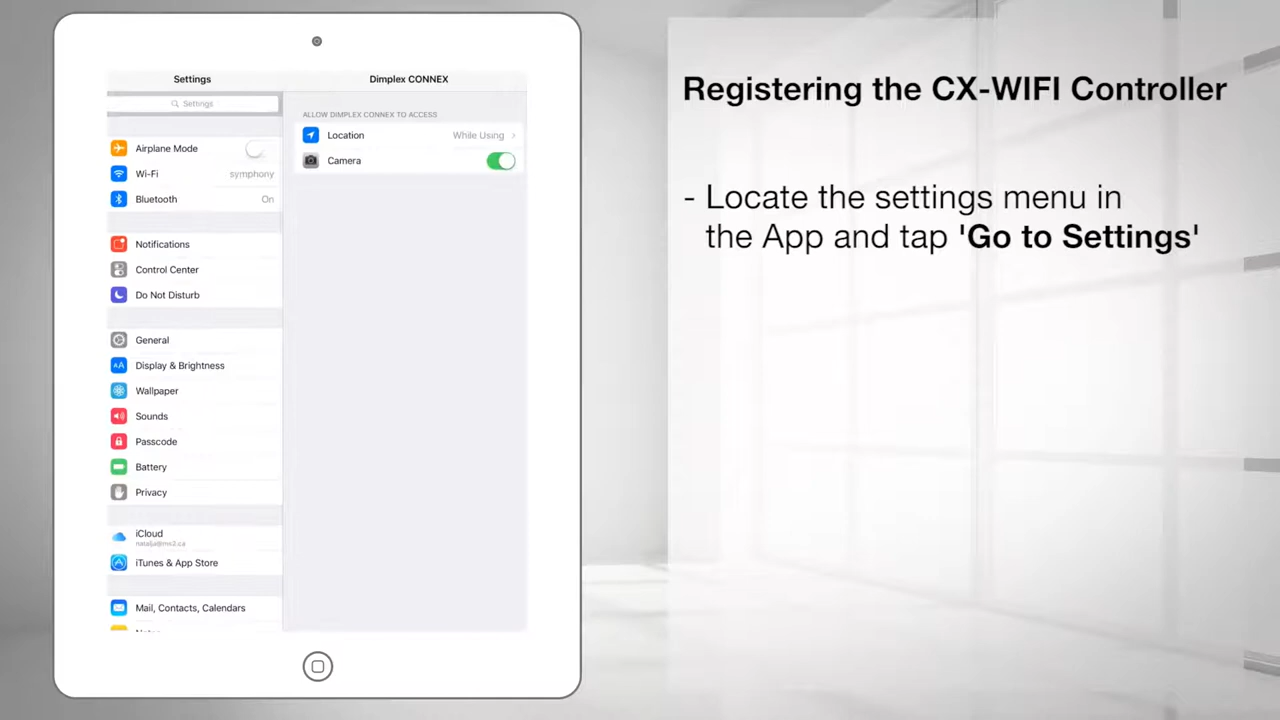 Settings
Dimplex CONNEX
Settings
ALLOW DIMPLEX CONNEX TO ACCESS
Location While Using
Camera
Airplane Mode
Wi-Fi symphony
Bluetooth On
Notifications
Control Center
Do Not Disturb
General
Display & Brightness
Wallpaper
Sounds
Passcode
Battery
Privacy
iCloud
natalja@ms2.ca
iTunes & App Store
Mail, Contacts, Calendars
Registering the CX-WIFI Controller
- Locate the settings menu in
the App and tap 'Go to Settings'